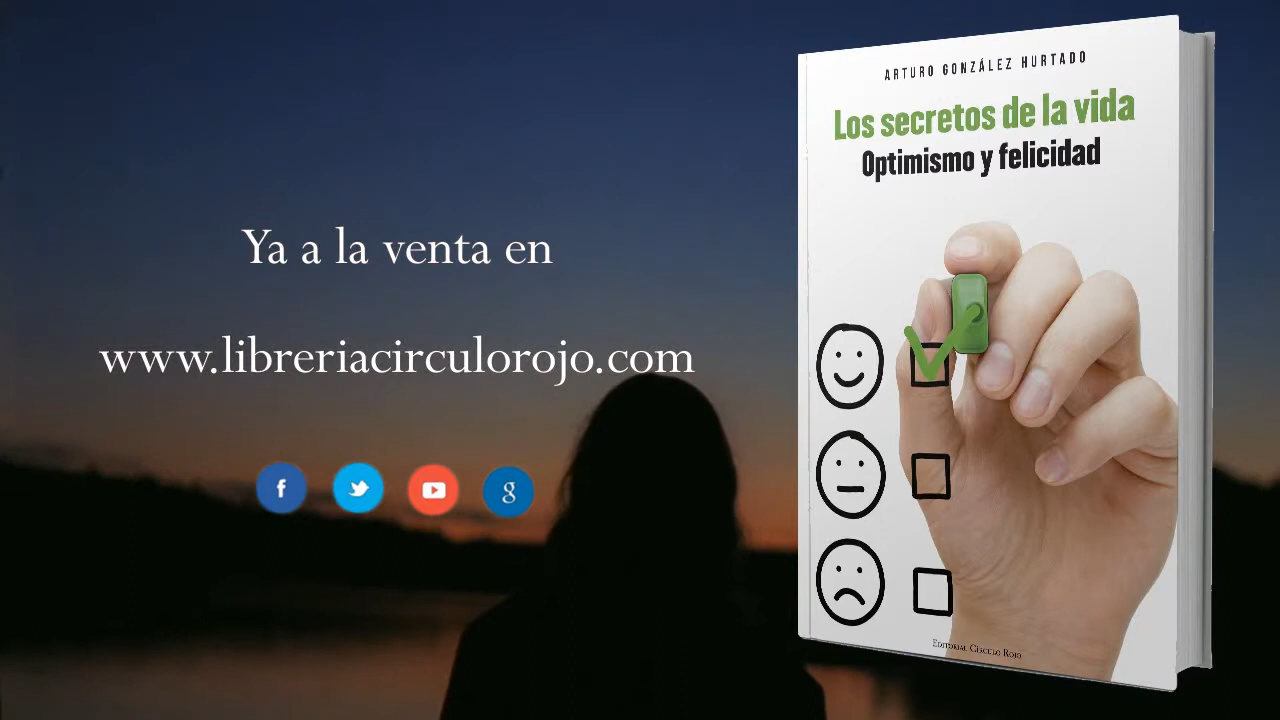 Ya a la venta en
www.libreriacirculorojo.com
f
g
ARTURO GONZÁLEZ HURTADO
Los secretos de la vida
Optimismo y felicidad
EDITORIAL CÍRCULO ROJO